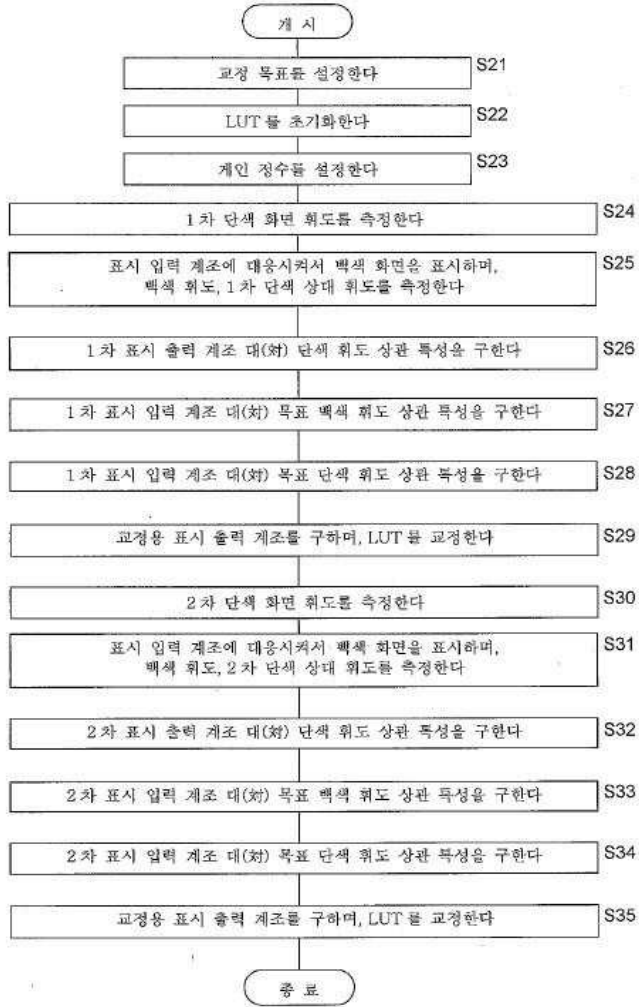 개 시
교정 목표를 설정한다
S21
LUT를 초기화한다
S22
게인 정수를 설정한다
S23
1차 단색 화면 휘도를 측정한다
S24
표시 입력 계조에 대응시켜서 백색 화면을 표시하며,
백색 휘도, 1차 단색 상대 휘도를 측정한다
S25
1차 표시 출력 계조 대(対) 단색 휘도 상관 특성을 구한다
S26
1차 표시 입력 계조 대(対) 목표 백색 휘도 상관 특성을 구한다
S27
1차 표시 입력 계조 대(対) 목표 단색 휘도 상관 특성을 구한다
S28
교정용 표시 출력 계조를 구하며, LUT를 교정한다
S29
2차 단색 화면 휘도를 측정한다
S30
표시 입력 계조에 대응시켜서 백색 화면을 표시하며,
백색 휘도, 2차 단색 상대 휘도를 측정한다
S31
2차 표시 출력 계조 대(対) 단색 휘도 상관 특성을 구한다
S32
2차 표시 입력 계조 대(対) 목표 백색 휘도 상관 특성을 구한다
S33
2차 표시 입력 계조 대(対) 목표 단색 휘도 상관 특성을 구한다
S34
교정용 표시 출력 계조를 구하며, LUT를 교정한다
S35
종 료